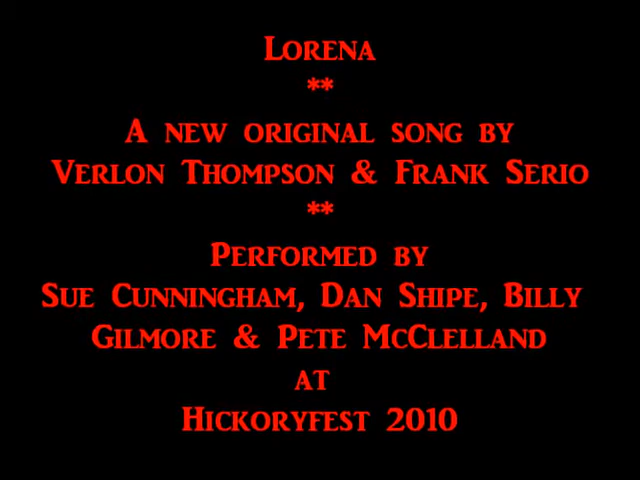 Lorena
**
A new original song by
Verlon Thompson & Frank Serio
**
Performed by
Sue Cunningham, Dan Shipe, Billy
Gilmore & Pete McClelland
at
Hickoryfest 2010